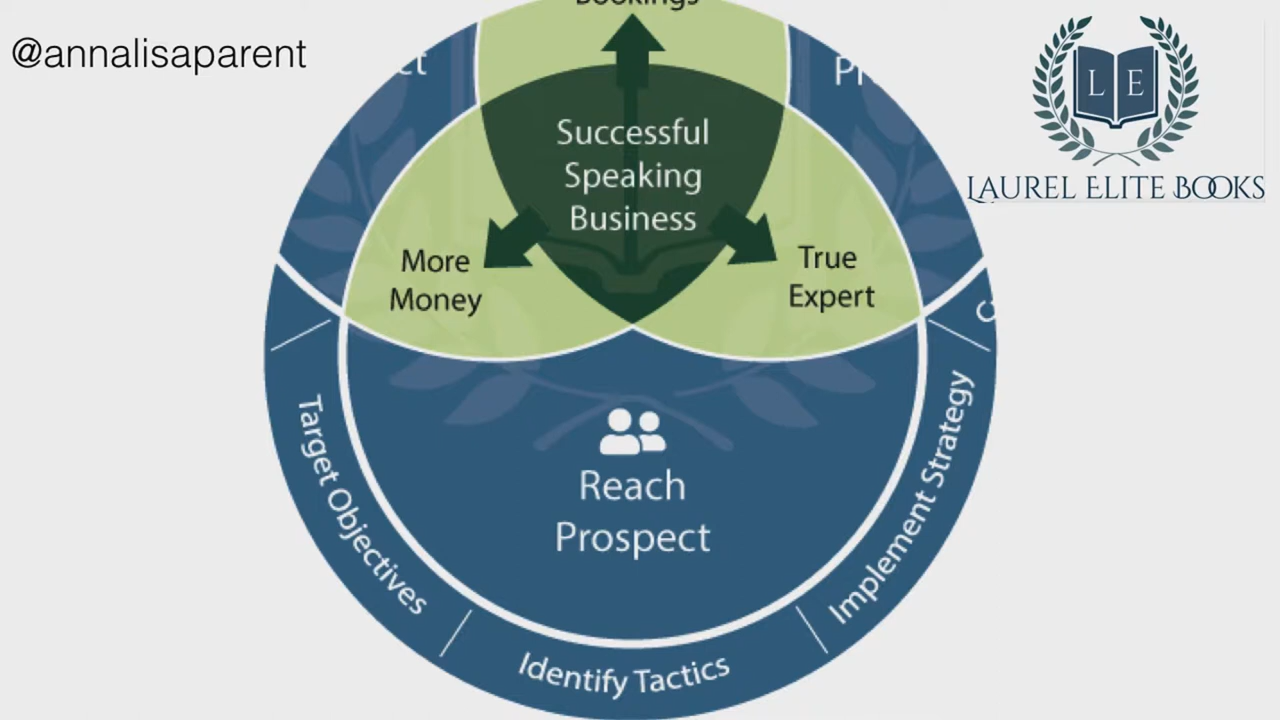 Bookings
@annalisaparent
L E
LAUREL ELITE BOOKS
Successful
Speaking
Business
More
Money
True
Expert
Reach
Prospect
Target Objectives
Identify Tactics
Implement Strategy